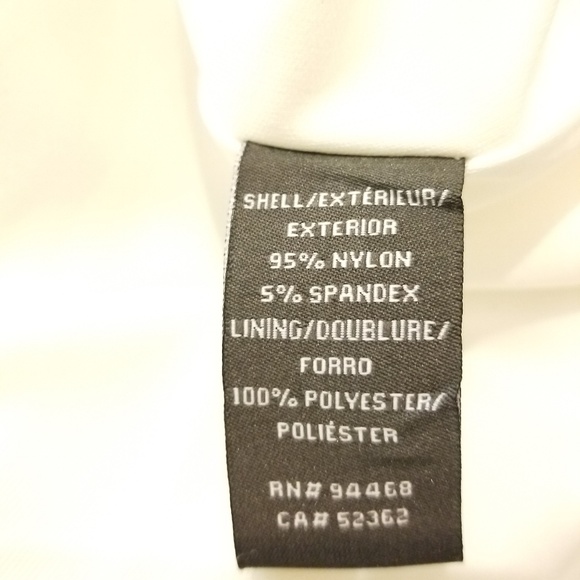 SHELL/EXTÉRIEUR/
EXTERIOR
95% NYLON
5% SPANDEX
LINING/DOUBLURE/
FORRO
100% POLYESTER/
POLIÉSTER
RN# 94468
CA# 52362